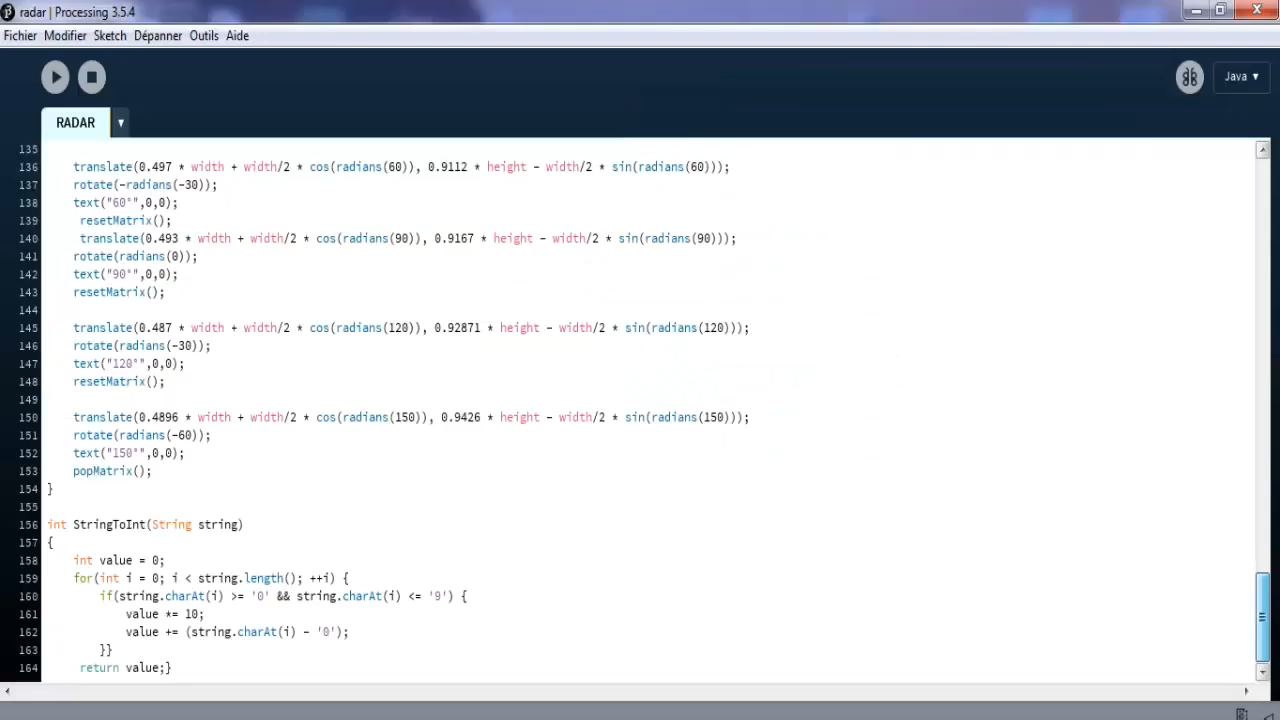 radar | Processing 3.5.4
Fichier Modifier Sketch Dépanner Outils Aide
Java ▾
RADAR ▾
135
136 translate(0.497 * width + width/2 * cos(radians(60)), 0.9112 * height - width/2 * sin(radians(60)));
137 rotate(-radians(-30));
138 text("60°",0,0);
139 resetMatrix();
140 translate(0.493 * width + width/2 * cos(radians(90)), 0.9167 * height - width/2 * sin(radians(90)));
141 rotate(radians(0));
142 text("90°",0,0);
143 resetMatrix();
144
145 translate(0.487 * width + width/2 * cos(radians(120)), 0.92871 * height - width/2 * sin(radians(120)));
146 rotate(radians(-30));
147 text("120°",0,0);
148 resetMatrix();
149
150 translate(0.4896 * width + width/2 * cos(radians(150)), 0.9426 * height - width/2 * sin(radians(150)));
151 rotate(radians(-60));
152 text("150°",0,0);
153 popMatrix();
154 }
155
156 int StringToInt(String string)
157 {
158 int value = 0;
159 for(int i = 0; i < string.length(); ++i) {
160 if(string.charAt(i) >= '0' && string.charAt(i) <= '9') {
161 value *= 10;
162 value += (string.charAt(i) - '0');
163 }}
164 return value;}